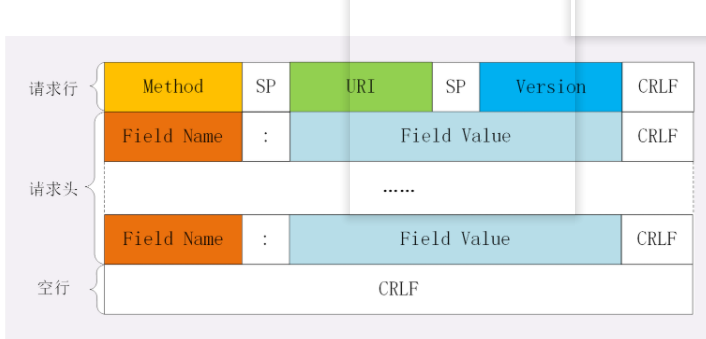 请求行 Method SP URI SP Version CRLF
Field Name : Field Value CRLF
请求头 ……
Field Name : Field Value CRLF
空行 CRLF